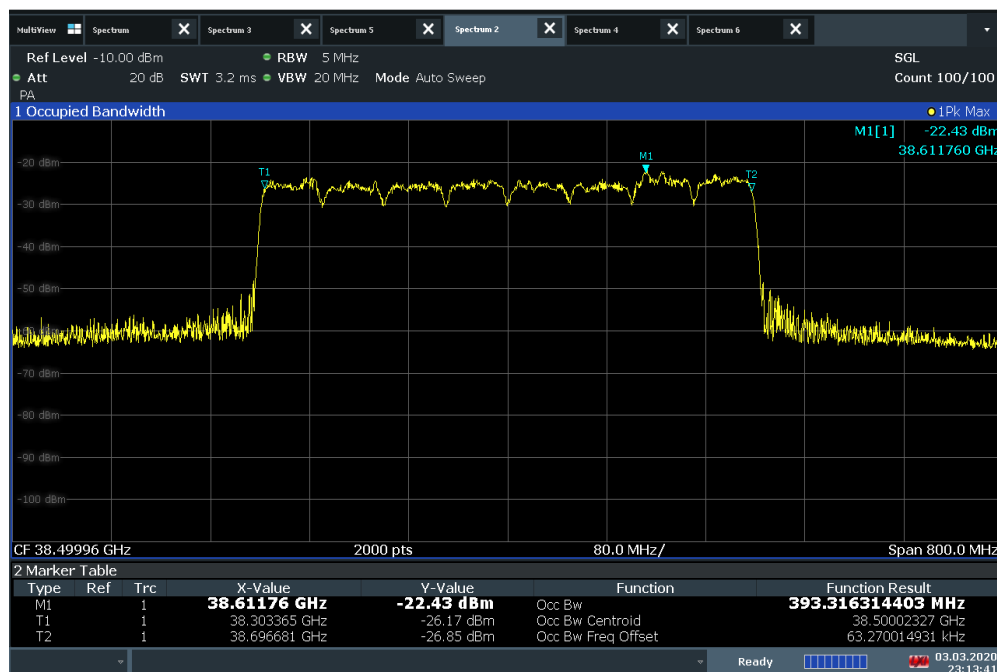 MultiView Spectrum Spectrum 3 Spectrum 5 Spectrum 2 Spectrum 4 Spectrum 6
Ref Level -10.00 dBm RBW 5 MHz SGL
Att 20 dB SWT 3.2 ms VBW 20 MHz Mode Auto Sweep Count 100/100
PA
1 Occupied Bandwidth 1Pk Max
M1[1] -22.43 dBm
38.611760 GHz
M1
-20 dBm
T1 T2
-30 dBm
-40 dBm
-50 dBm
-70 dBm
-80 dBm
-90 dBm
-100 dBm
CF 38.49996 GHz 2000 pts 80.0 MHz/ Span 800.0 MHz
2 Marker Table
Type Ref Trc X-Value Y-Value Function Function Result
M1 1 38.61176 GHz -22.43 dBm Occ Bw 393.316314403 MHz
T1 1 38.303365 GHz -26.17 dBm Occ Bw Centroid 38.50002327 GHz
T2 1 38.696681 GHz -26.85 dBm Occ Bw Freq Offset 63.270014931 kHz
Ready 03.03.2020
23:13:41